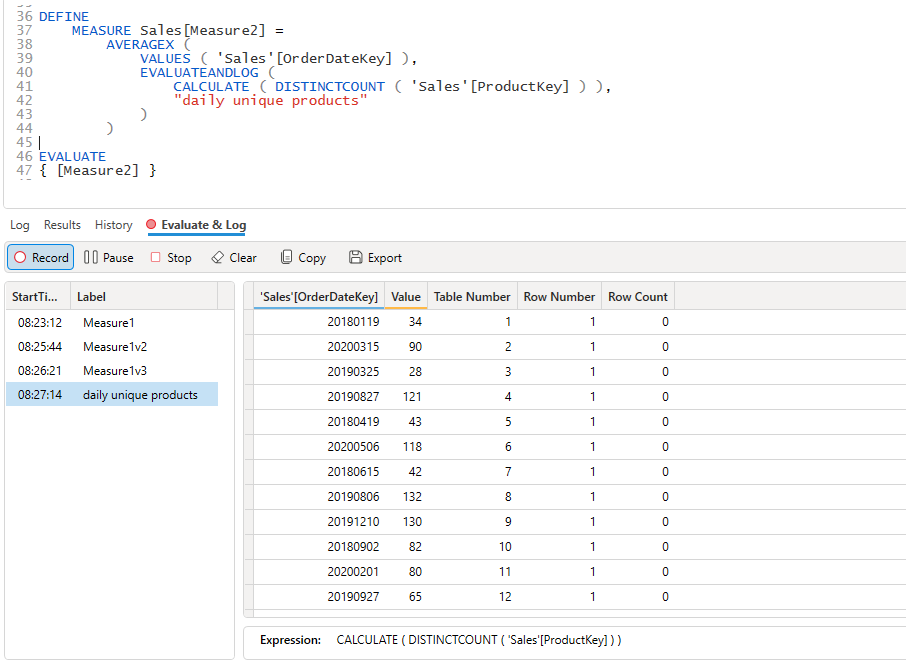 36 DEFINE
37 MEASURE Sales[Measure2] =
38 AVERAGEX (
39 VALUES ( 'Sales'[OrderDateKey] ),
40 EVALUATEANDLOG (
41 CALCULATE ( DISTINCTCOUNT ( 'Sales'[ProductKey] ) ),
42 "daily unique products"
43 )
44 )
45
46 EVALUATE
47 { [Measure2] }
Log Results History Evaluate & Log
Record Pause Stop Clear Copy Export
StartTi... Label
08:23:12 Measure1
08:25:44 Measure1v2
08:26:21 Measure1v3
08:27:14 daily unique products
'Sales'[OrderDateKey] Value Table Number Row Number Row Count
20180119 34 1 1 0
20200315 90 2 1 0
20190325 28 3 1 0
20190827 121 4 1 0
20180419 43 5 1 0
20200506 118 6 1 0
20180615 42 7 1 0
20190806 132 8 1 0
20191210 130 9 1 0
20180902 82 10 1 0
20200201 80 11 1 0
20190927 65 12 1 0
Expression: CALCULATE ( DISTINCTCOUNT ( 'Sales'[ProductKey] ) )